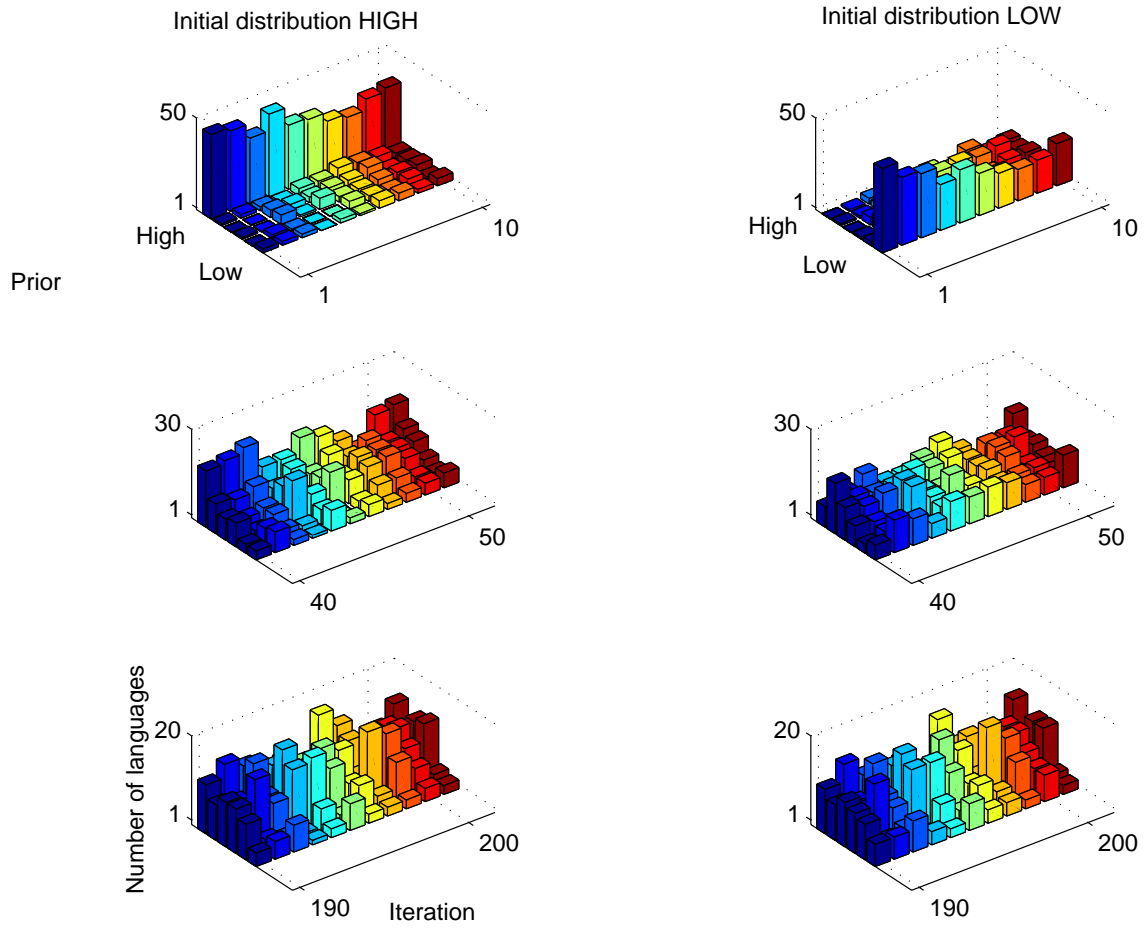 Initial distribution HIGH
Initial distribution LOW
50
1
High
Low
Prior
1
10
50
1
High
Low
1
10
30
1
40
50
30
1
40
50
Number of languages
20
1
190
200
Iteration
20
1
190
200